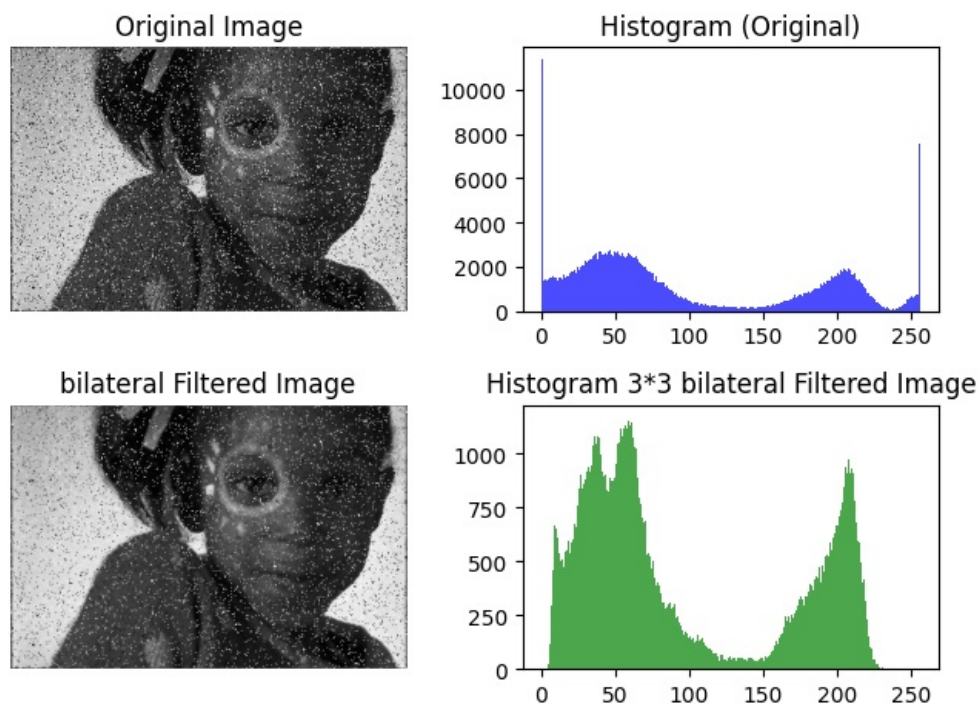 Original Image
Histogram (Original)
10000
8000
6000
4000
2000
0
0 50 100 150 200 250
bilateral Filtered Image
Histogram 3*3 bilateral Filtered Image
1000
750
500
250
0
0 50 100 150 200 250